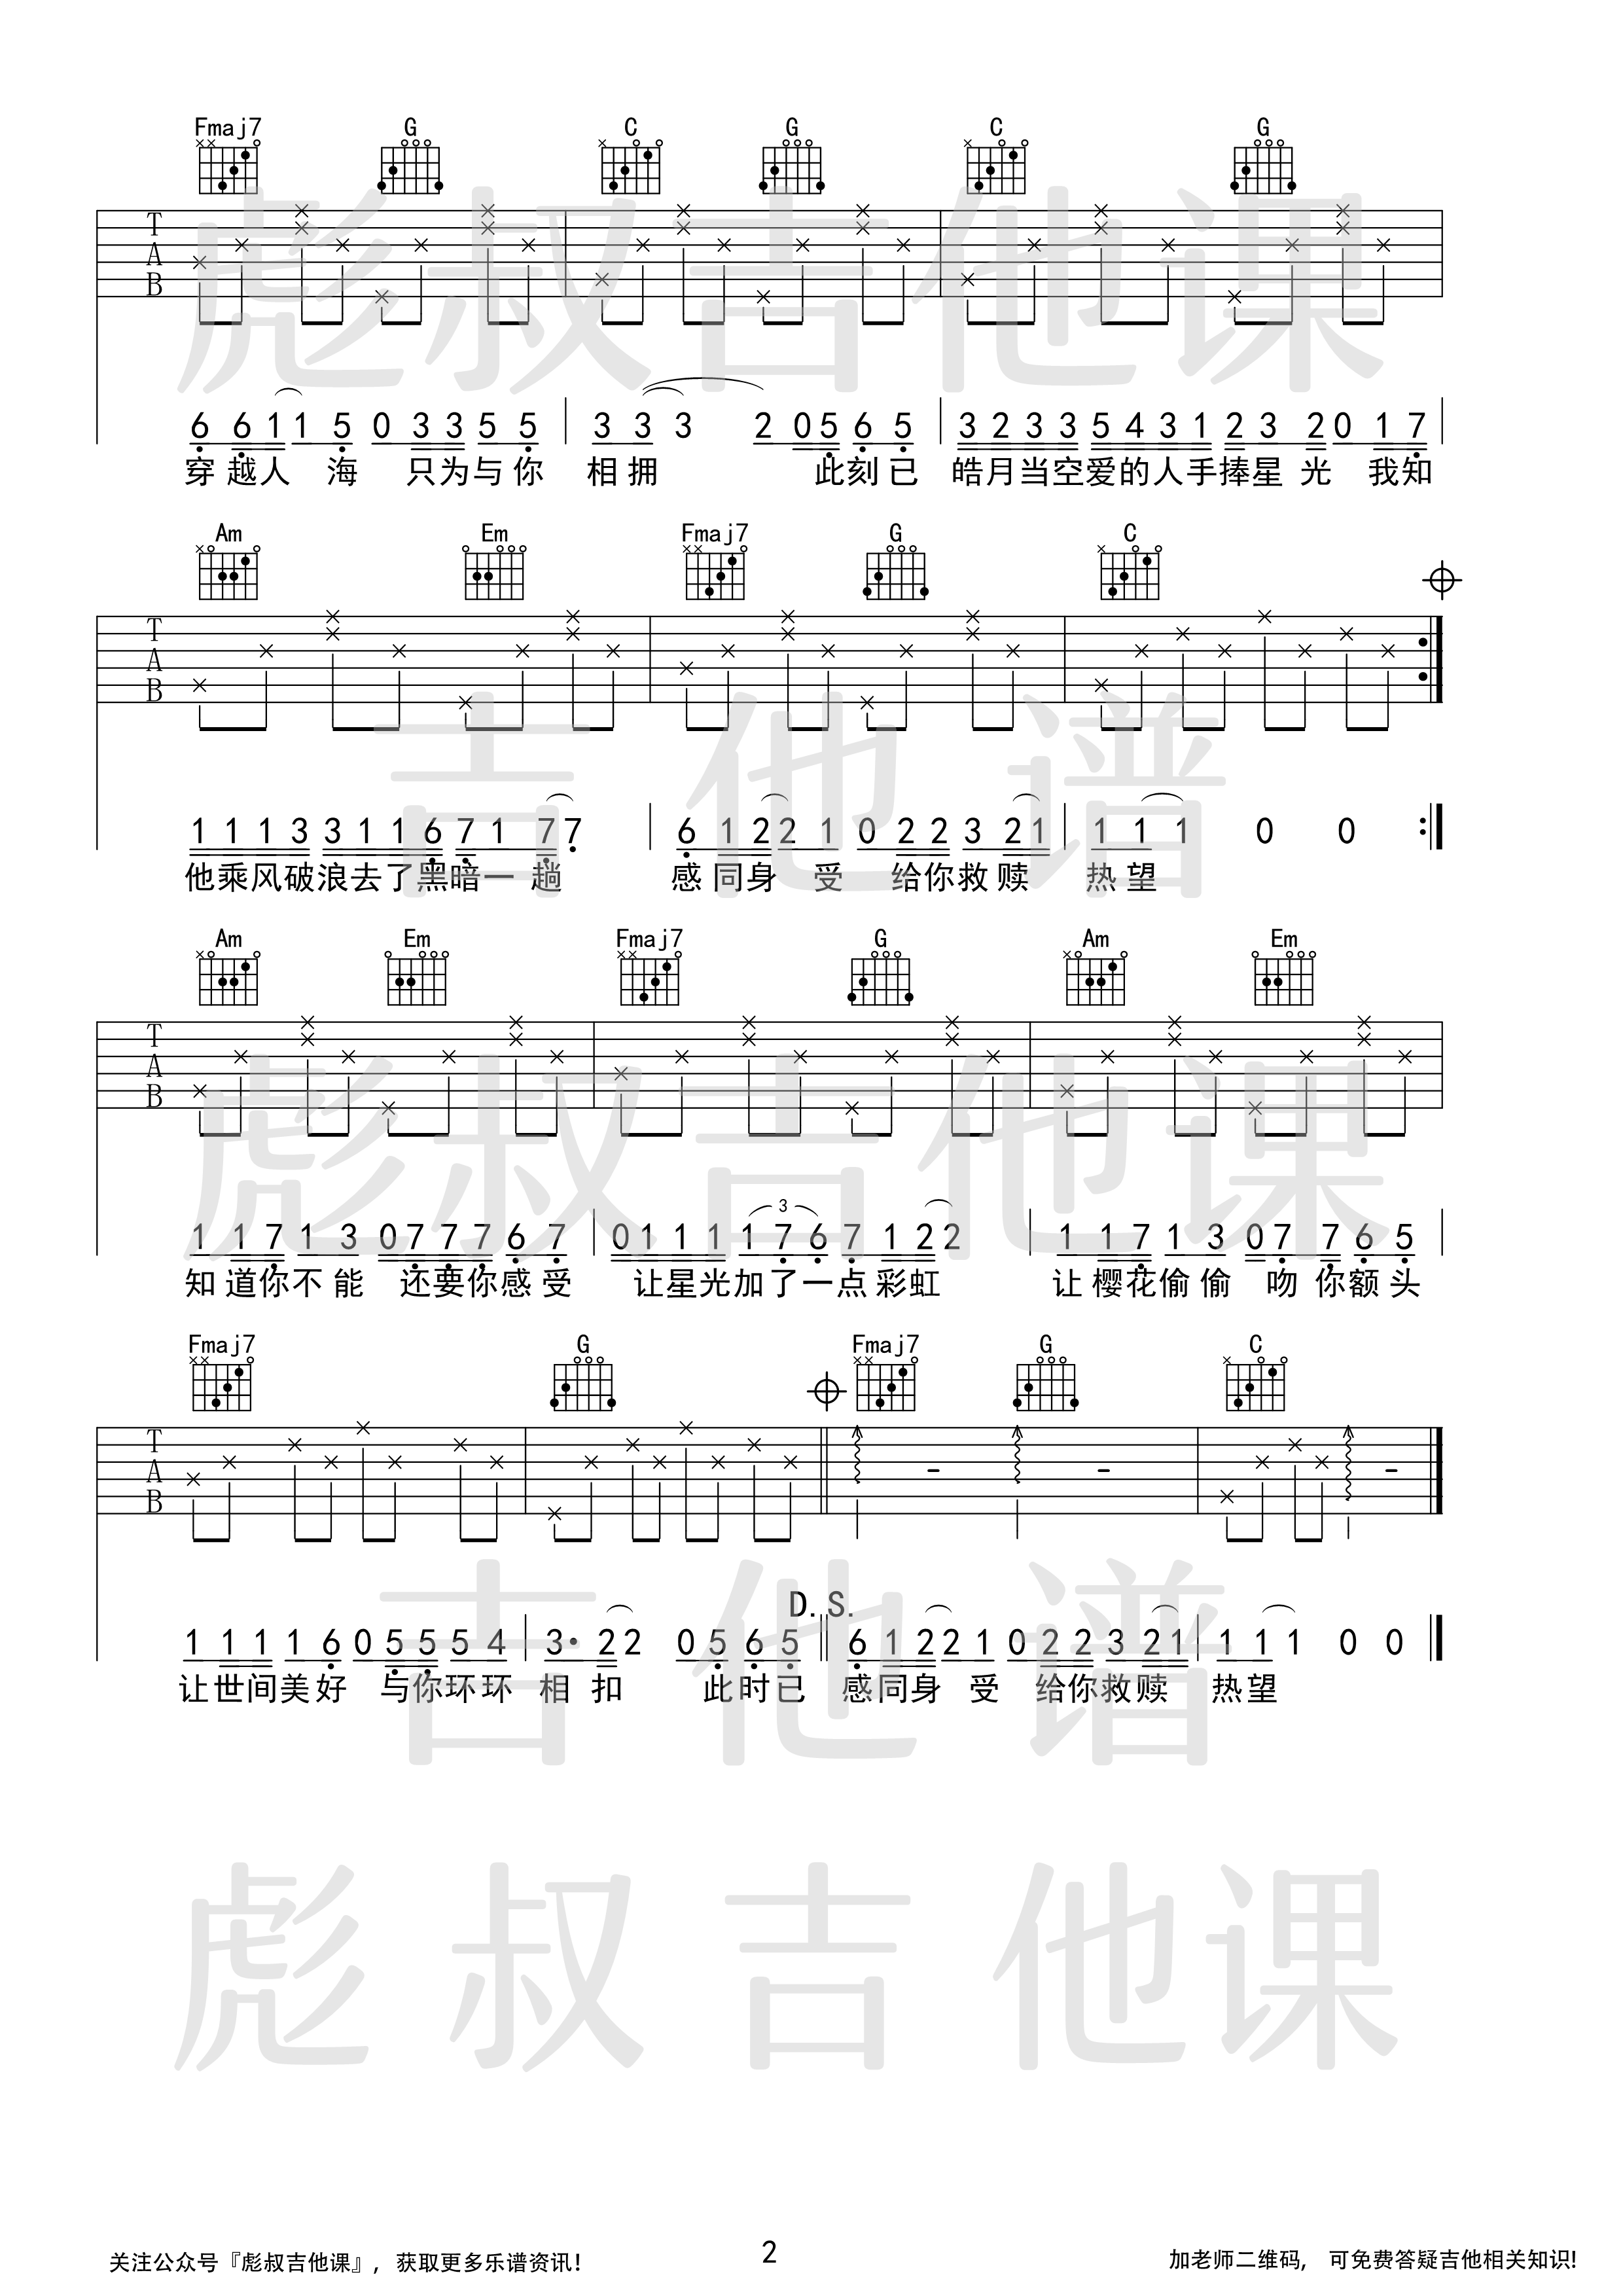 Fmaj7 G C G C G
T
A
B
6 6 1 1 5 0 3 3 5 5 3 3 3 2 0 5 6 5 3 2 3 3 5 4 3 1 2 3 2 0 1 7
穿越人 海 只为与你 相拥 此刻已 皓月当空爱的人手捧星光 我知
Am Em Fmaj7 G C
T
A
B
1 1 1 3 3 1 1 6 7 1 7 7 6 1 2 2 1 0 2 2 3 2 1 1 1 1 0 0
他乘风破浪去了黑暗一 趟 感同身 受 给你救赎 热望
Am Em Fmaj7 G Am Em
T
A
B
3
1 1 7 1 3 0 7 7 7 6 7 0 1 1 1 1 7 6 7 1 2 2 1 1 7 1 3 0 7 7 6 5
知道你不能 还要你感受 让星光加了一点彩虹 让樱花偷偷 吻你额头
Fmaj7 G Fmaj7 G C
T
A
B
D.S.
1 1 1 1 6 0 5 5 5 4 3· 2 2 0 5 6 5 6 1 2 2 1 0 2 2 3 2 1 1 1 1 0 0
让世间美好 与你环环 相 扣 此时已 感同身 受 给你救赎 热望
彪叔吉他课
吉他谱
彪叔吉他课
吉他谱
彪叔吉他课
关注公众号『彪叔吉他课』，获取更多乐谱资讯！ 2 加老师二维码， 可免费答疑吉他相关知识!